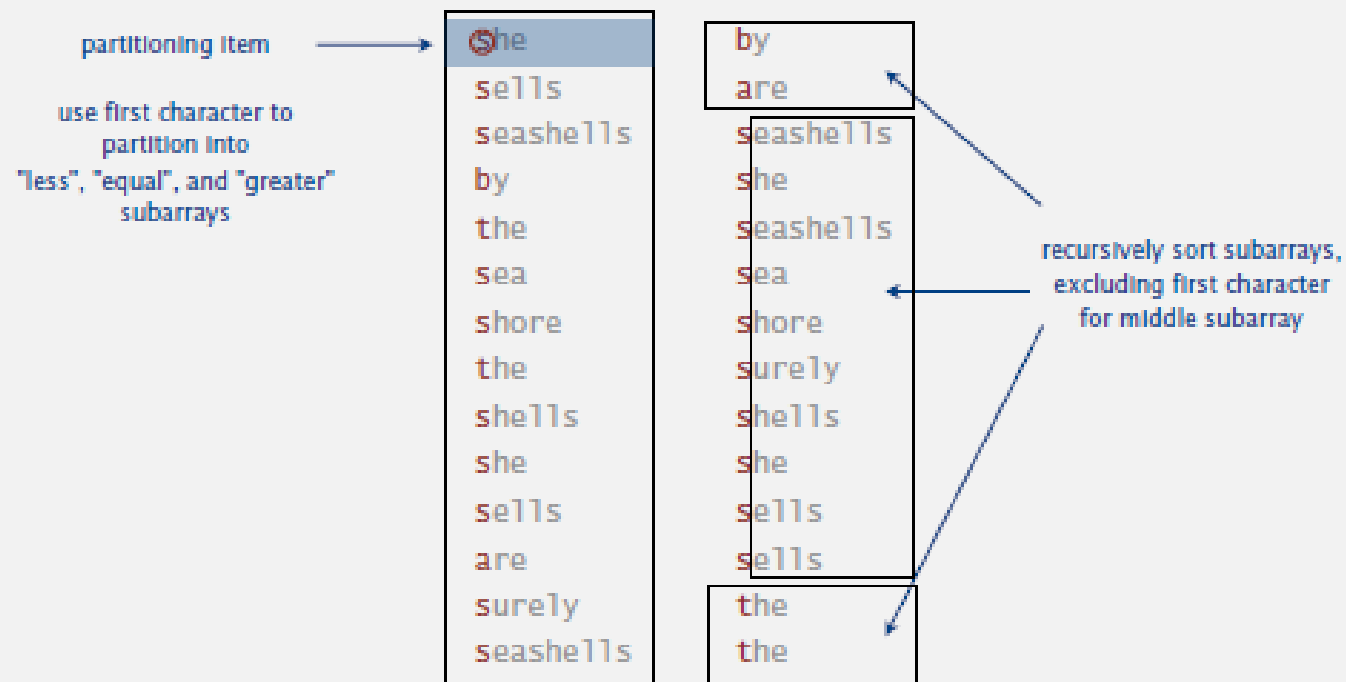 partitioning item
use first character to
partition into
"less", "equal", and "greater"
subarrays
she
sells
seashells
by
the
sea
shore
the
shells
she
sells
are
surely
seashells
by
are
seashells
she
seashells
sea
shore
surely
shells
she
sells
sells
the
the
recursively sort subarrays,
excluding first character
for middle subarray